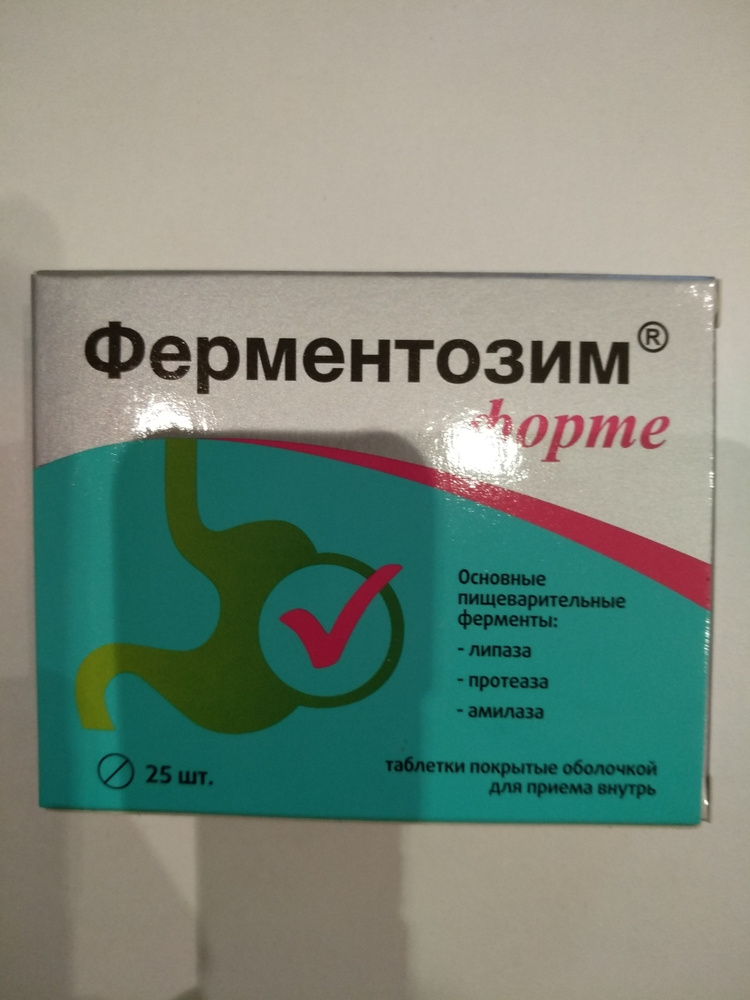 Ферментозим®
форте
Основные
пищеварительные
ферменты:
- липаза
- протеаза
- амилаза
25 шт.
таблетки покрытые оболочкой
для приема внутрь